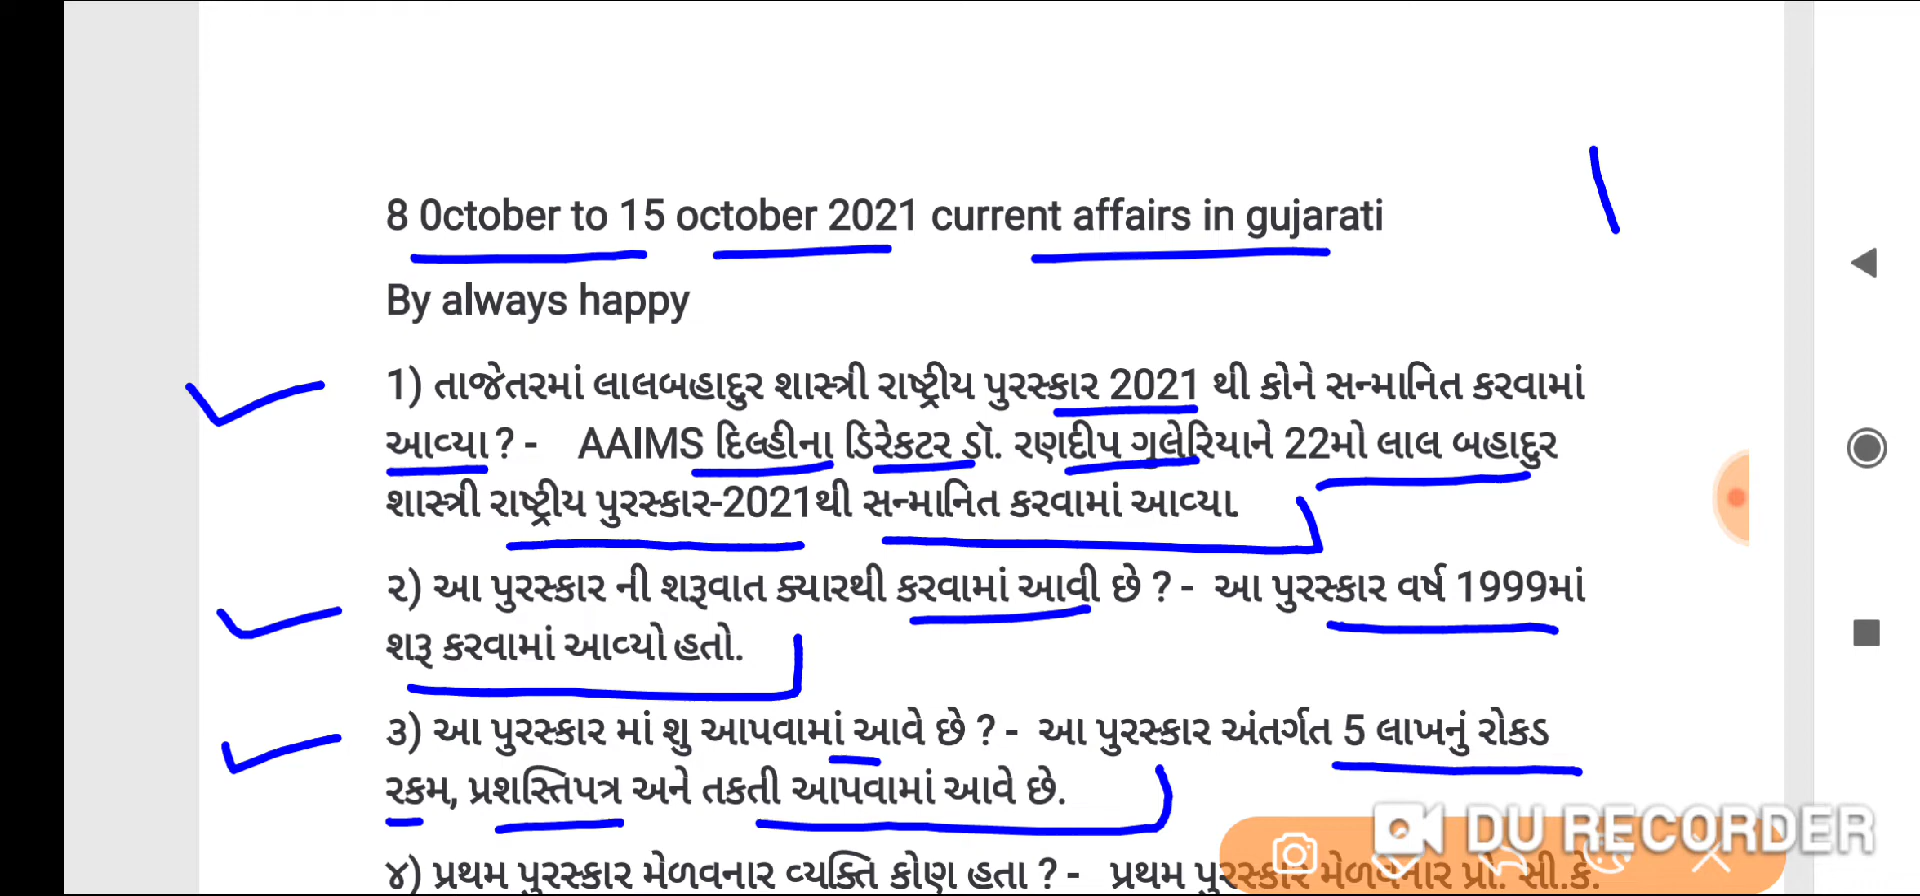 8 October to 15 october 2021 current affairs in gujarati
By always happy
1) તાજેતરમાં લાલબહાદુર શાસ્ત્રી રાષ્ટ્રીય પુરસ્કાર 2021 થી કોને સન્માનિત કરવામાં
આવ્યા ? - AAIMS દિલ્હીના ડિરેકટર ડૉ. રણદીપ ગુલેરિયાને 22મો લાલ બહાદુર
શાસ્ત્રી રાષ્ટ્રીય પુરસ્કાર-2021થી સન્માનિત કરવામાં આવ્યા.
૨) આ પુરસ્કાર ની શરૂવાત ક્યારથી કરવામાં આવી છે ? - આ પુરસ્કાર વર્ષ 1999માં
શરૂ કરવામાં આવ્યો હતો.
૩) આ પુરસ્કાર માં શુ આપવામાં આવે છે ? - આ પુરસ્કાર અંતર્ગત 5 લાખનું રોકડ
રકમ, પ્રશસ્તિપત્ર અને તકતી આપવામાં આવે છે.
૪) પ્રથમ પુરસ્કાર મેળવનાર વ્યક્તિ કોણ હતા ? - પ્રથમ પુરસ્કાર મેળવનાર પ્રો. સી.કે.
DU RECORDER